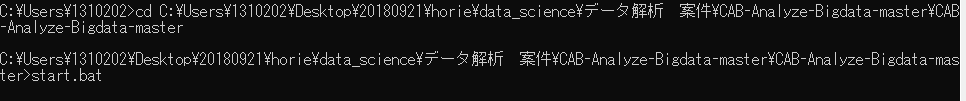 C:¥Users¥1310202>cd C:¥Users¥1310202¥Desktop¥20180921¥horie¥data_science¥データ解析　案件¥CAB-Analyze-Bigdata-master¥CAB
-Analyze-Bigdata-master
C:¥Users¥1310202¥Desktop¥20180921¥horie¥data_science¥データ解析　案件¥CAB-Analyze-Bigdata-master¥CAB-Analyze-Bigdata-mas
ter>start.bat